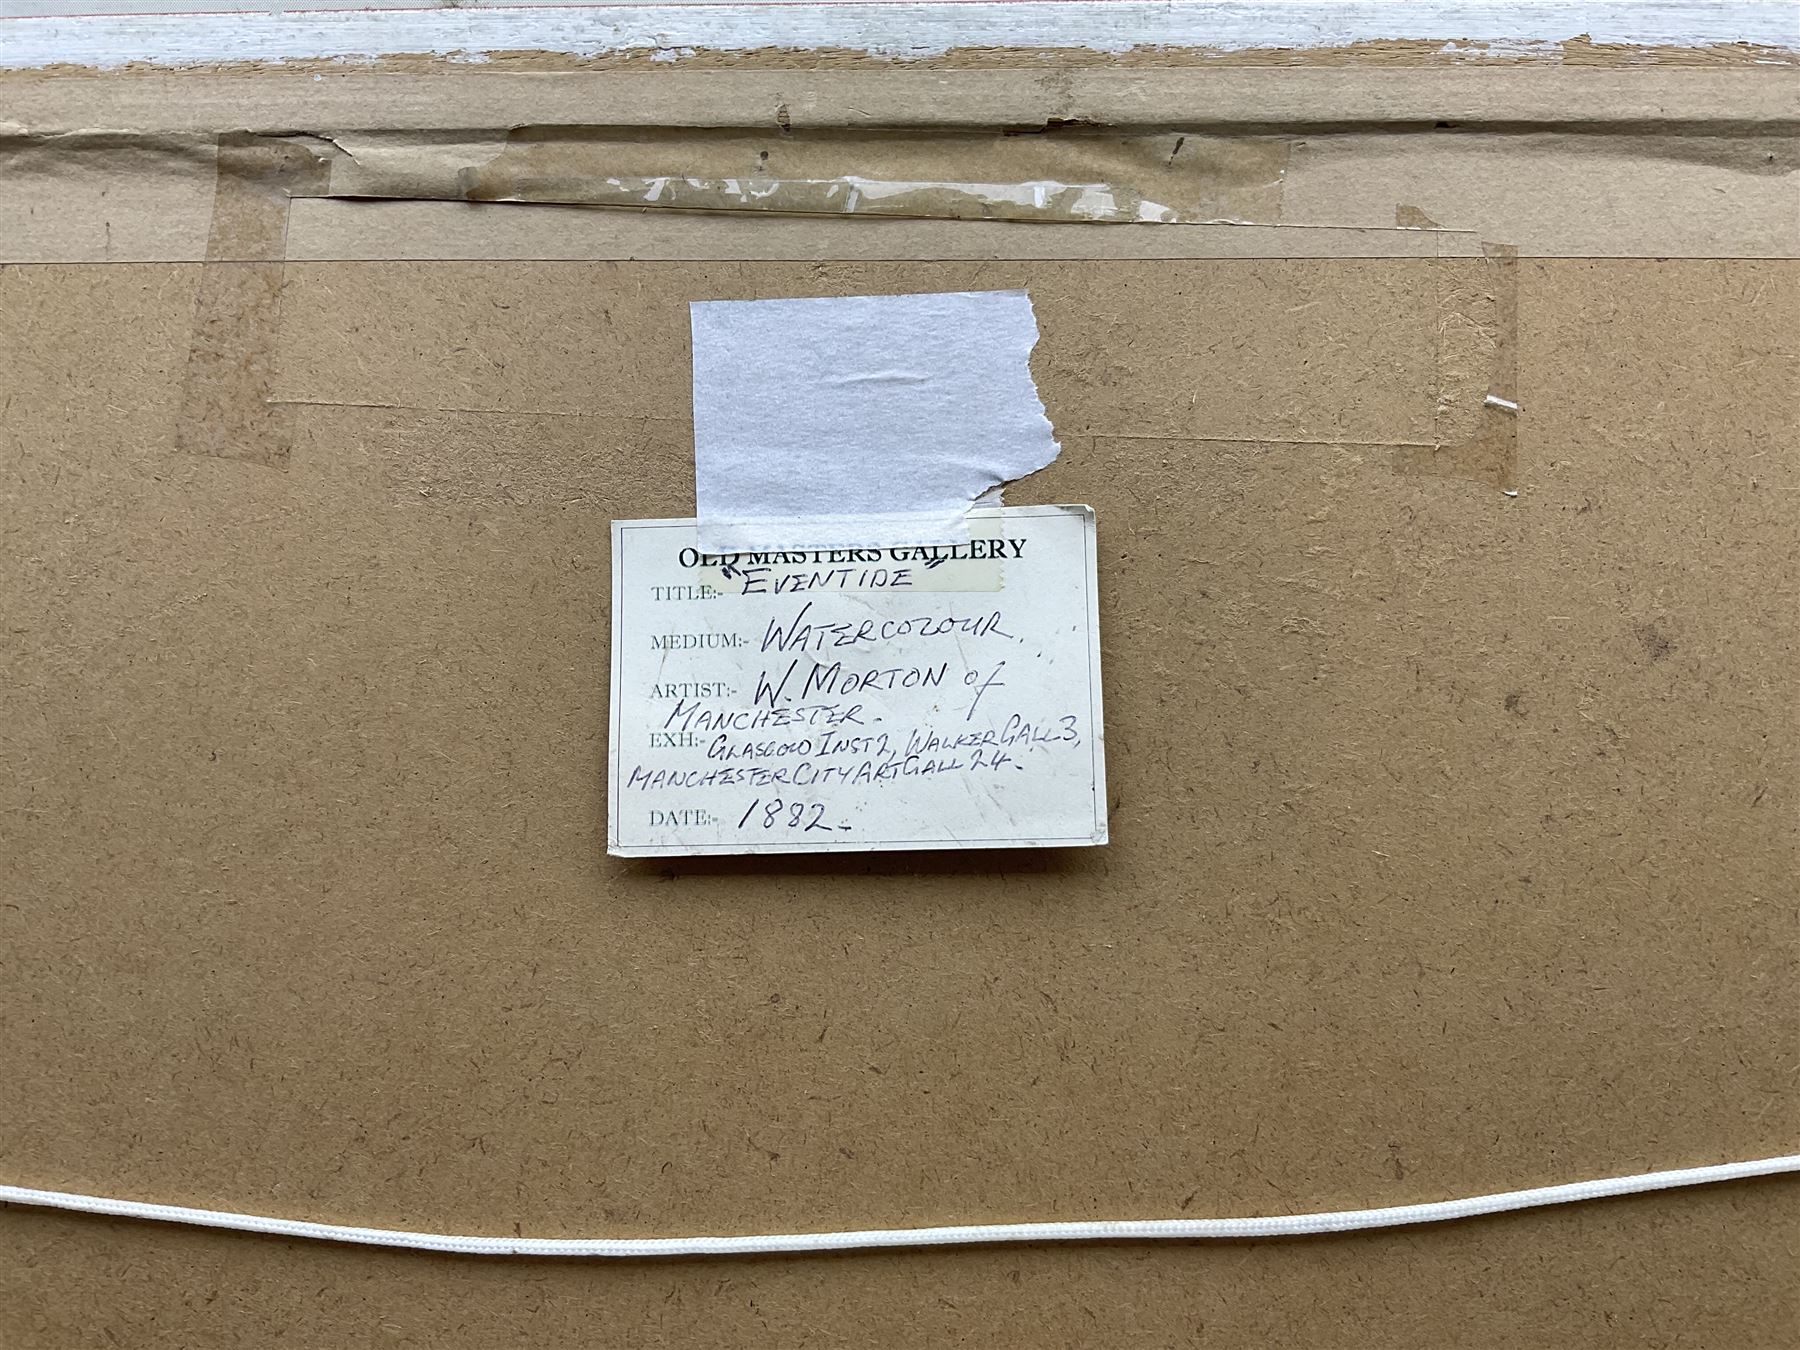 OLD MASTERS GALLERY
TITLE:- "EVENTIDE"
MEDIUM:- WATERCOLOUR.
ARTIST:- W. MORTON of
MANCHESTER.
EXH:- GLASGOW INST 2, WALKER GALL 3,
MANCHESTER CITY ART GALL 24.
DATE:- 1882.